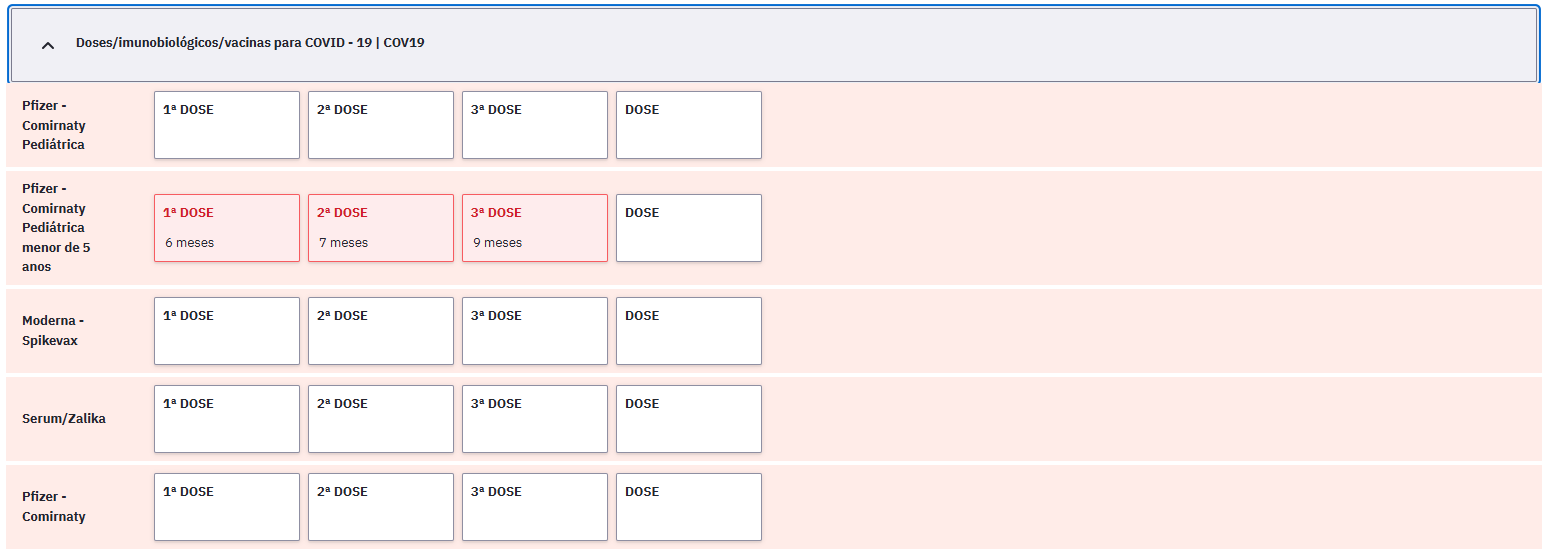 Doses/imunobiológicos/vacinas para COVID - 19 | COV19
Pfizer -
Comirnaty
Pediátrica
1ª DOSE
2ª DOSE
3ª DOSE
DOSE
Pfizer -
Comirnaty
Pediátrica
menor de 5
anos
1ª DOSE
6 meses
2ª DOSE
7 meses
3ª DOSE
9 meses
DOSE
Moderna -
Spikevax
1ª DOSE
2ª DOSE
3ª DOSE
DOSE
Serum/Zalika
1ª DOSE
2ª DOSE
3ª DOSE
DOSE
Pfizer -
Comirnaty
1ª DOSE
2ª DOSE
3ª DOSE
DOSE